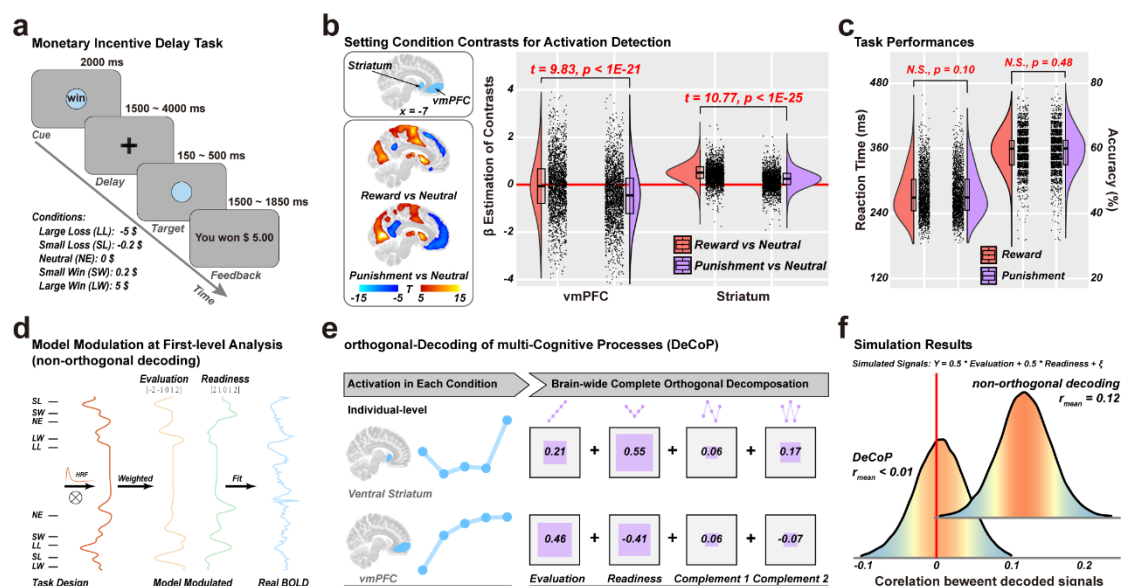 a
Monetary Incentive Delay Task
2000 ms
win
1500 ~ 4000 ms
Cue
+
150 ~ 500 ms
Delay
1500 ~ 1850 ms
Target
You won $ 5.00
Feedback
Time
Conditions:
Large Loss (LL): -5 $
Small Loss (SL): -0.2 $
Neutral (NE): 0 $
Small Win (SW): 0.2 $
Large Win (LW): 5 $
b
Setting Condition Contrasts for Activation Detection
Striatum
vmPFC
x = -7
Reward vs Neutral
Punishment vs Neutral
-15 -5 T 5 15
β Estimation of Contrasts
4
2
0
-2
-4
t = 9.83, p < 1E-21
t = 10.77, p < 1E-25
Reward vs Neutral
Punishment vs Neutral
vmPFC
Striatum
c
Task Performances
N.S., p = 0.10
N.S., p = 0.48
Reaction Time (ms)
480
360
240
120
Accuracy (%)
80
60
40
20
Reward
Punishment
d
Model Modulation at First-level Analysis
(non-orthogonal decoding)
Evaluation
[-2 -1 0 1 2]
Readiness
[2 1 0 1 2]
SL
SW
NE
LW
LL
HRF
Weighted
Fit
NE
SW
LL
SL
LW
Task Design
Model Modulated
Real BOLD
e
orthogonal-Decoding of multi-Cognitive Processes (DeCoP)
Activation in Each Condition
Brain-wide Complete Orthogonal Decomposation
Individual-level
0.21 + 0.55 + 0.06 + 0.17
Ventral Striatum
0.46 + -0.41 + 0.06 + -0.07
vmPFC
Evaluation
Readiness
Complement 1
Complement 2
f
Simulation Results
Simulated Signals: Y = 0.5 * Evaluation + 0.5 * Readiness + ξ
non-orthogonal decoding
r mean = 0.12
DeCoP
r mean < 0.01
-0.1 0 0.1 0.2
Corelation beween decoded signals